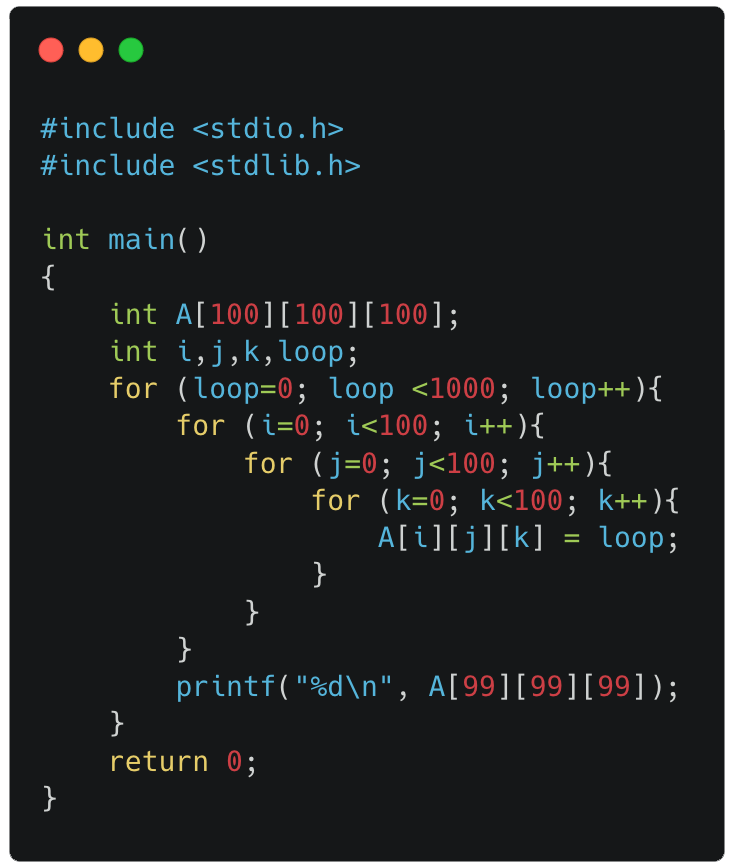 #include <stdio.h>
#include <stdlib.h>

int main()
{
    int A[100][100][100];
    int i,j,k,loop;
    for (loop=0; loop <1000; loop++){
        for (i=0; i<100; i++){
            for (j=0; j<100; j++){
                for (k=0; k<100; k++){
                    A[i][j][k] = loop;
                }
            }
        }
        printf("%d\n", A[99][99][99]);
    }
    return 0;
}